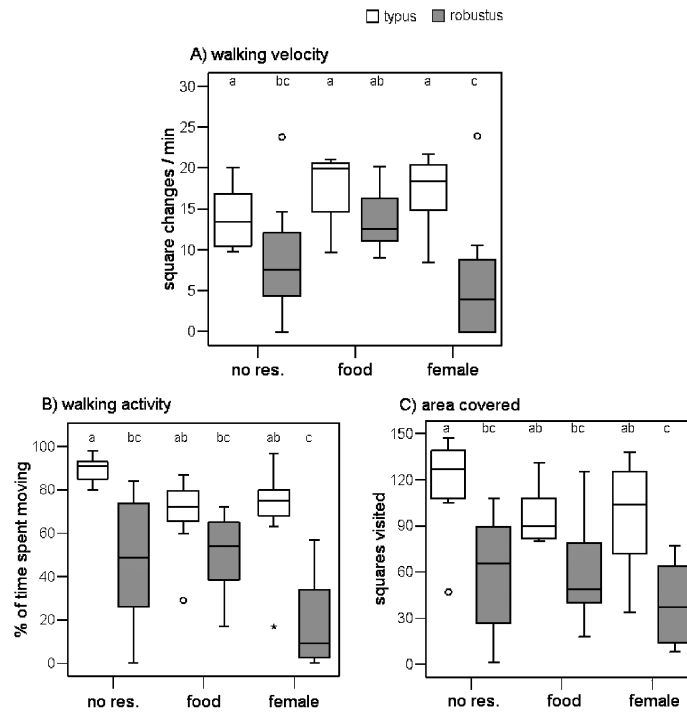 typus robustus
A) walking velocity
a bc a ab a c
30
25
20
15
10
5
0
square changes / min
no res. food female
B) walking activity
a bc ab bc ab c
100
80
60
40
20
0
% of time spent moving
no res. food female
C) area covered
a bc ab bc ab c
150
120
90
60
30
0
squares visited
no res. food female